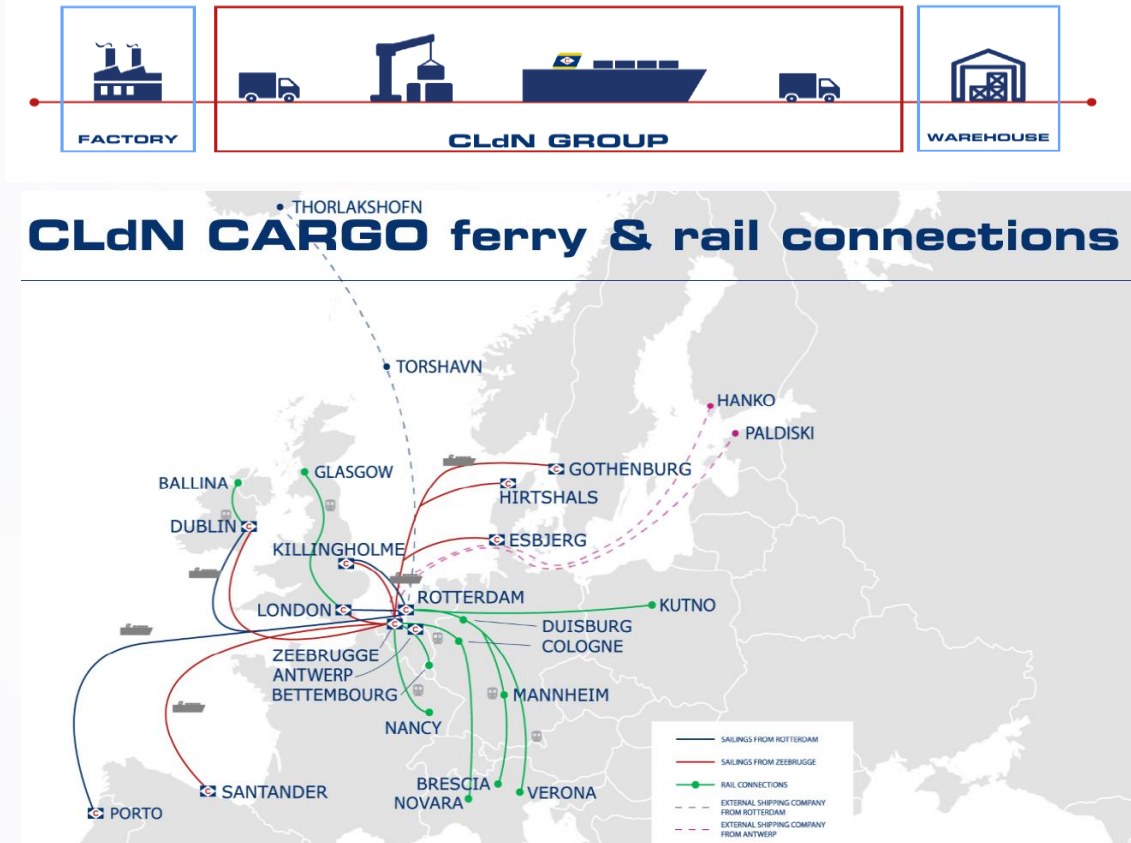 FACTORY
CLdN GROUP
WAREHOUSE
THORLAKSHOFN
CLdN CARGO ferry & rail connections
TORSHAVN
HANKO
PALDISKI
GOTHENBURG
GLASGOW
BALLINA
HIRTSHALS
DUBLIN
ESBJERG
KILLINGHOLME
ROTTERDAM
KUTNO
LONDON
DUISBURG
COLOGNE
ZEEBRUGGE
ANTWERP
BETTEMBOURG
MANNHEIM
NANCY
BRESCIA
VERONA
SANTANDER
NOVARA
PORTO
SAILINGS FROM ROTTERDAM
SAILINGS FROM ZEEBRUGGE
RAIL CONNECTIONS
EXTERNAL SHIPPING COMPANY
FROM ROTTERDAM
EXTERNAL SHIPPING COMPANY
FROM ANTWERP